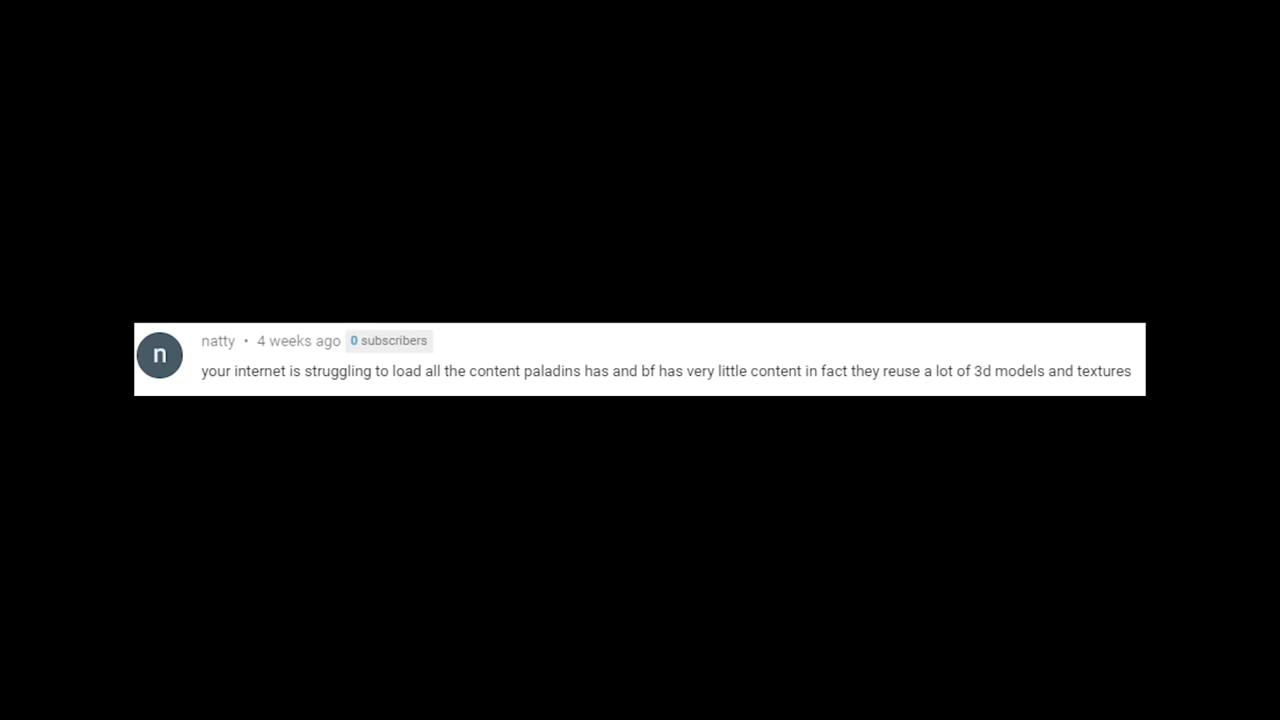 n
natty • 4 weeks ago 0 subscribers
your internet is struggling to load all the content paladins has and bf has very little content in fact they reuse a lot of 3d models and textures